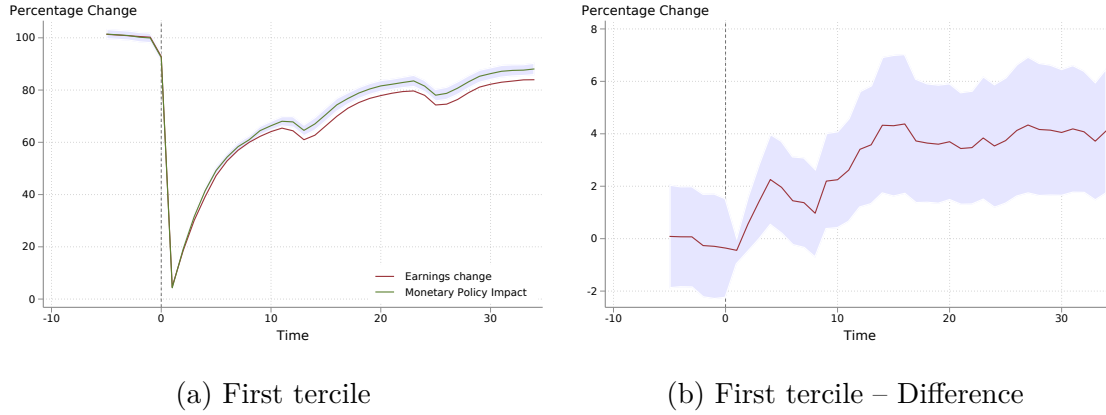 Percentage Change
100
80
60
40
20
0
-10
0
10
20
30
Time
Earnings change
Monetary Policy Impact
(a) First tercile
Percentage Change
8
6
4
2
0
-2
-10
0
10
20
30
Time
(b) First tercile – Difference